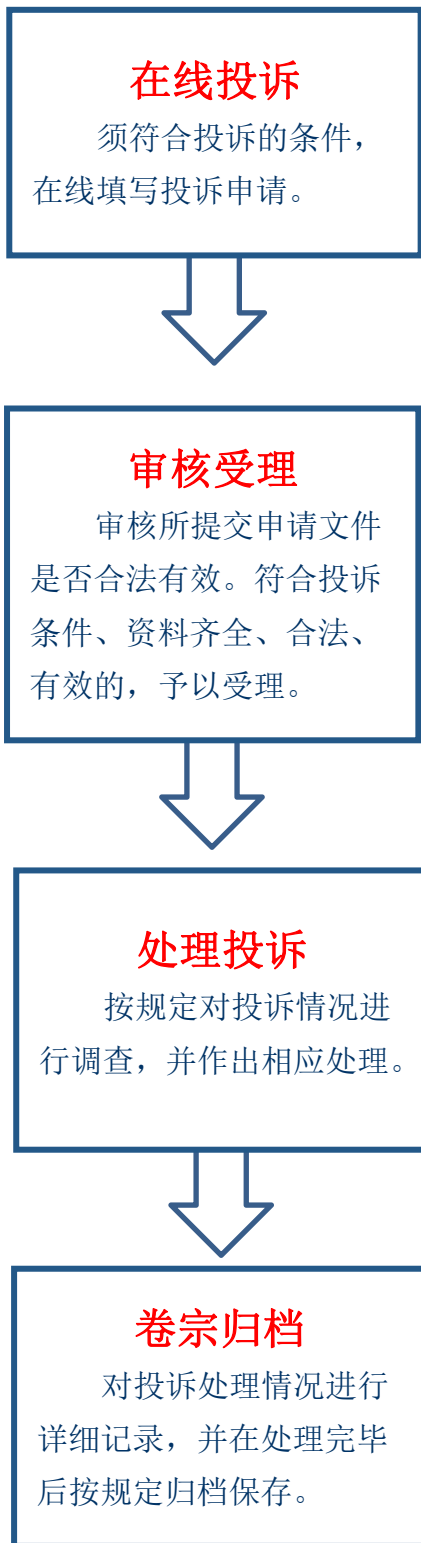 在线投诉
须符合投诉的条件，
在线填写投诉申请。
审核受理
审核所提交申请文件
是否合法有效。符合投诉
条件、资料齐全、合法、
有效的，予以受理。
处理投诉
按规定对投诉情况进
行调查，并作出相应处理。
卷宗归档
对投诉处理情况进行
详细记录，并在处理完毕
后按规定归档保存。